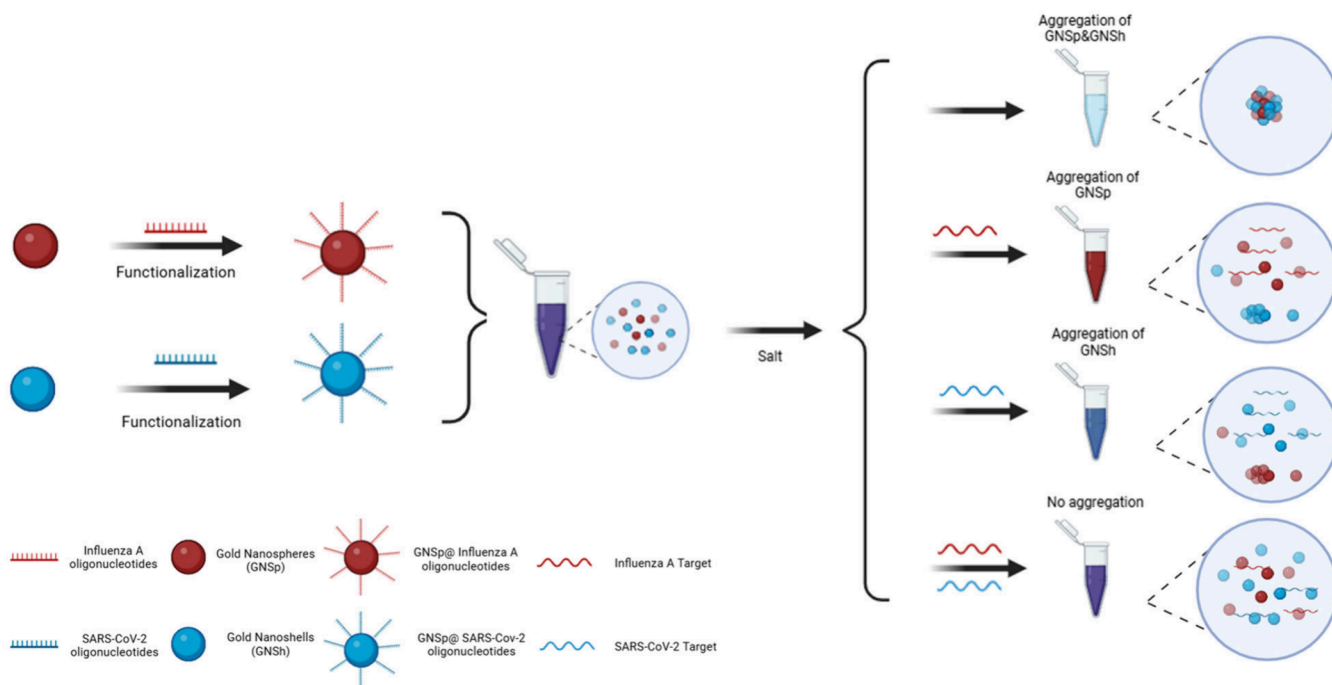 Aggregation of
GNSp&GNSh
Aggregation of
GNSp
Functionalization
Functionalization
Salt
Aggregation of
GNSh
No aggregation
Influenza A
oligonucleotides
Gold Nanospheres
(GNSp)
GNSp@ Influenza A
oligonucleotides
Influenza A Target
SARS-CoV-2
oligonucleotides
Gold Nanoshells
(GNSh)
GNSp@ SARS-Cov-2
oligonucleotides
SARS-CoV-2 Target